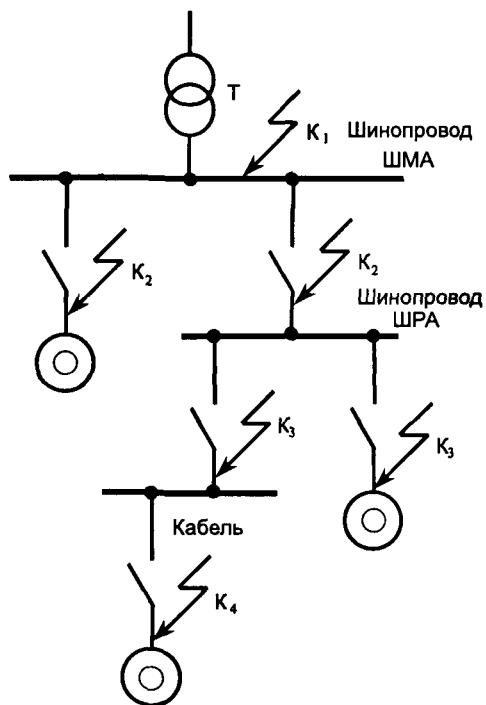 Т
К₁
Шинопровод
ШМА
К₂
К₂
Шинопровод
ШРА
К₃
К₃
Кабель
К₄